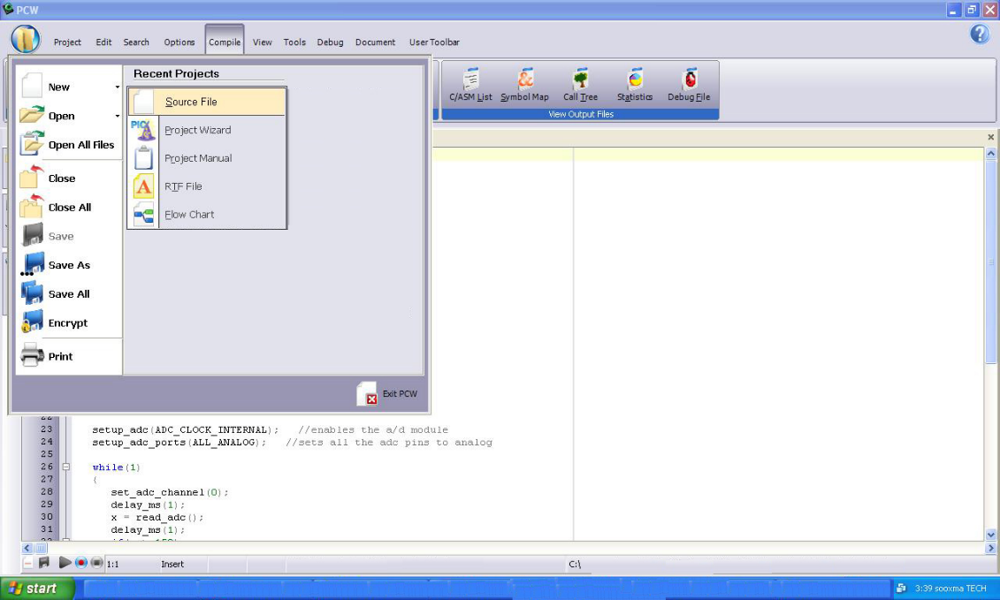 PCW
Project Edit Search Options Compile View Tools Debug Document User Toolbar
C/ASM List Symbol Map Call Tree Statistics Debug File
View Output Files
New
Open
Open All Files
Close
Close All
Save
Save As
Save All
Encrypt
Print
Recent Projects
Source File
PIC
Project Wizard
Project Manual
A
RTF File
Flow Chart
Exit PCW
23 setup_adc(ADC_CLOCK_INTERNAL); //enables the a/d module
24 setup_adc_ports(ALL_ANALOG); //sets all the adc pins to analog
25
26 while(1)
27 {
28 set_adc_channel(0);
29 delay_ms(1);
30 x = read_adc();
31 delay_ms(1);
1:1 Insert C:\
start 3:39 sooxma TECH